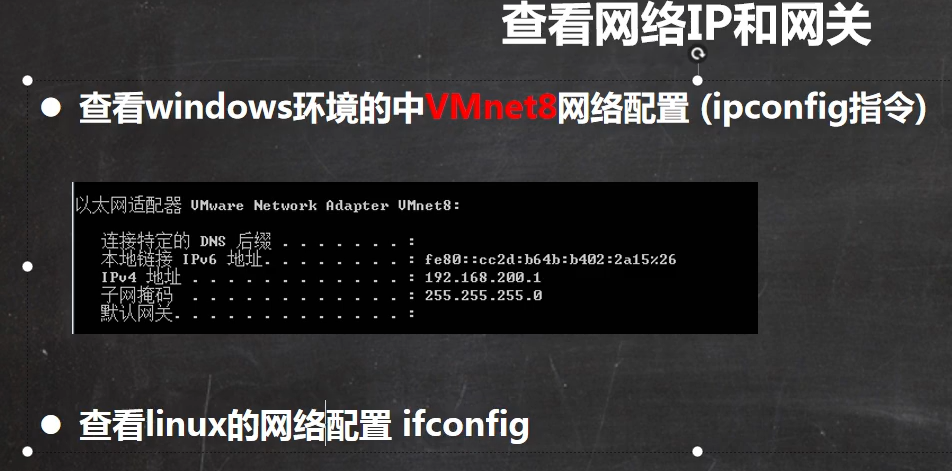 查看网络IP和网关
查看windows环境的中VMnet8网络配置 (ipconfig指令)
以太网适配器 VMware Network Adapter VMnet8:
连接特定的 DNS 后缀 . . . . . . . :
本地链接 IPv6 地址. . . . . . . . : fe80::cc2d:b64b:b402:2a15%26
IPv4 地址 . . . . . . . . . . . . : 192.168.200.1
子网掩码 . . . . . . . . . . . . : 255.255.255.0
默认网关. . . . . . . . . . . . . :
查看linux的网络配置 ifconfig